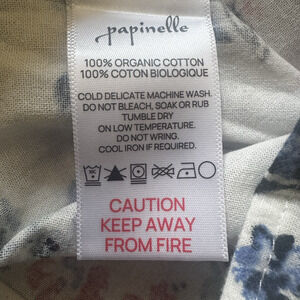 papinelle
100% ORGANIC COTTON
100% COTON BIOLOGIQUE
COLD DELICATE MACHINE WASH.
DO NOT BLEACH, SOAK OR RUB
TUMBLE DRY
ON LOW TEMPERATURE.
DO NOT WRING.
COOL IRON IF REQUIRED.
CAUTION
KEEP AWAY
FROM FIRE